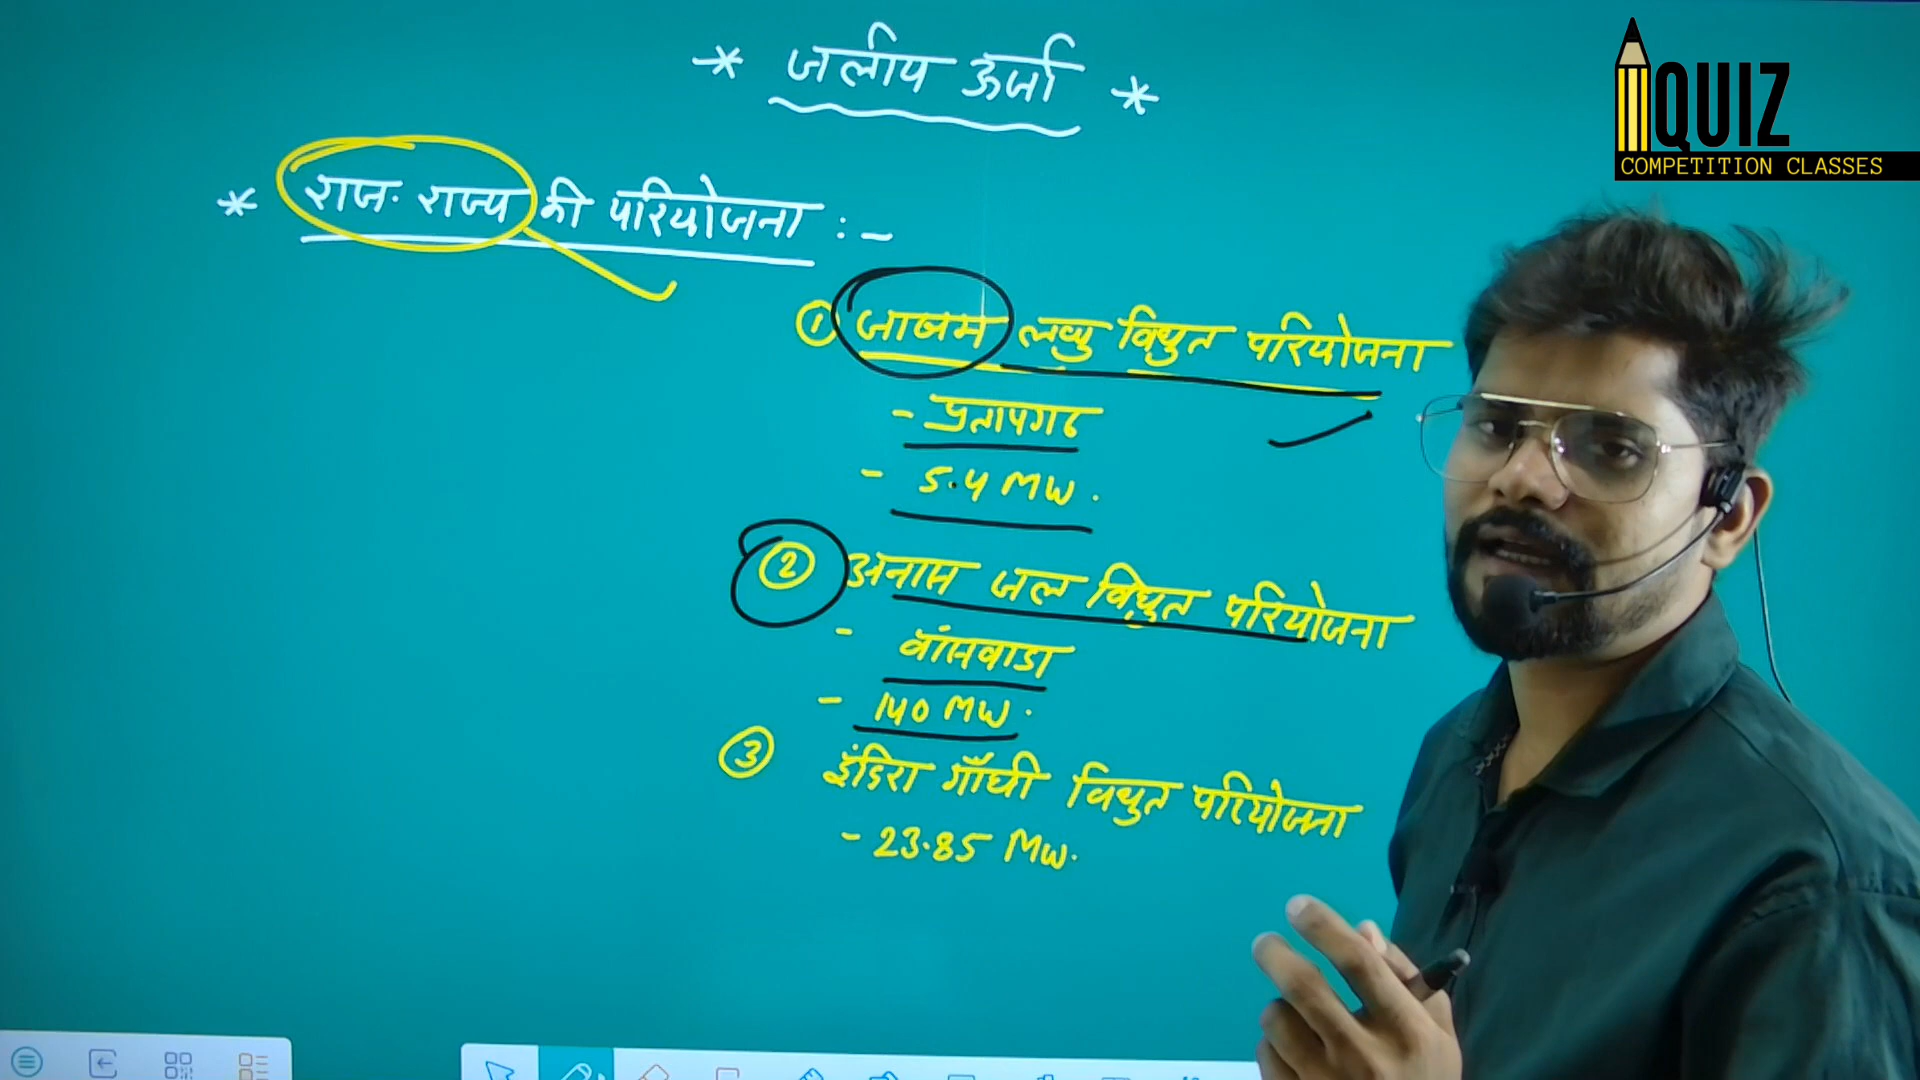 * जलीय ऊर्जा *
QUIZ
COMPETITION CLASSES
* राज. राज्य की परियोजना :-
① जाखम लघु विधुत परियोजना
- प्रतापगढ
- 5.4 MW.
② अनास जल विधुत परियोजना
- बांसवाडा
- 140 MW.
③ इंदिरा गाँधी विधुत परियोजना
- 23.85 MW.